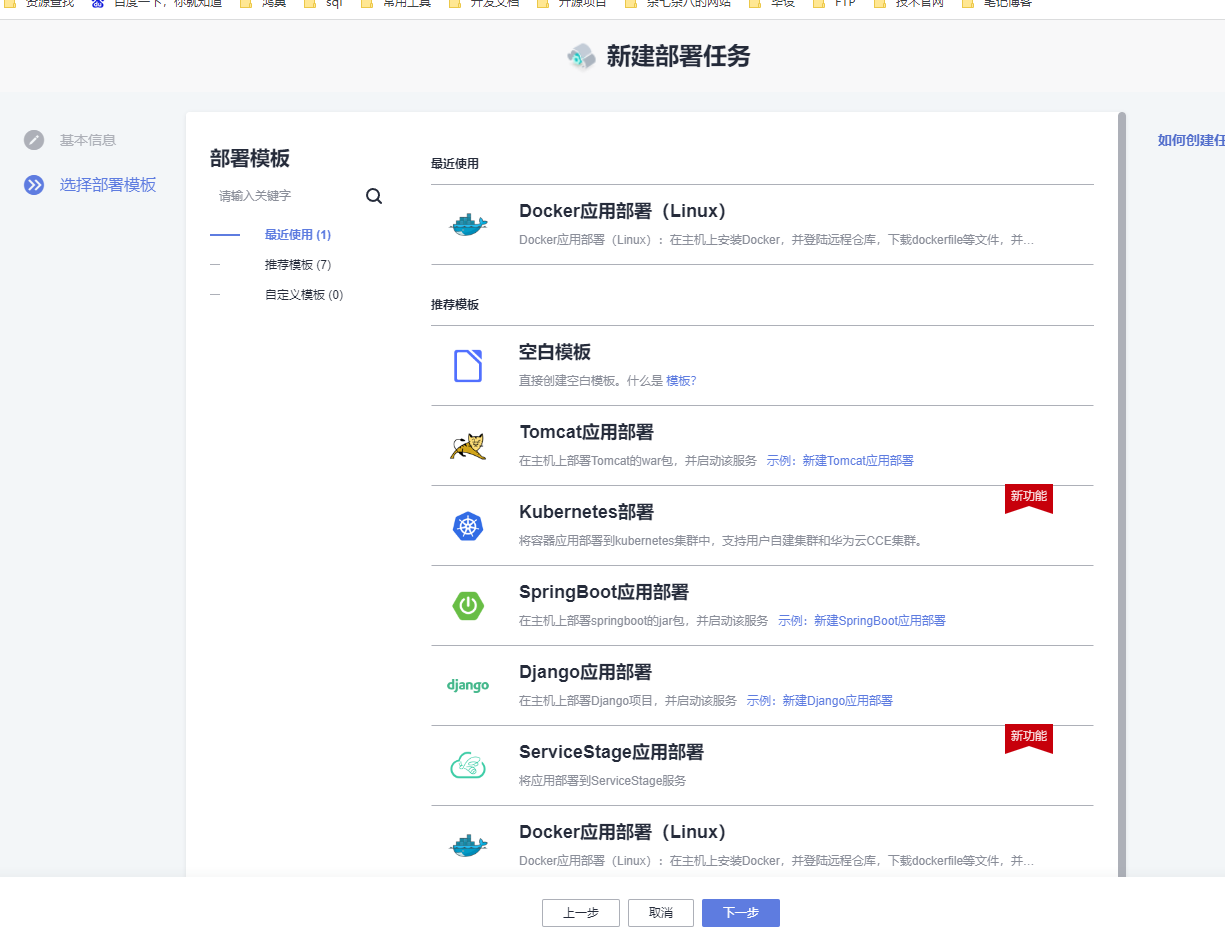 资源查找 百度一下，你就知道 鸿翼 sql 常用工具 开发文档 开源项目 杂七杂八的网站 华俊 FTP 技术官网 笔记博客
新建部署任务
基本信息
选择部署模板
如何创建任
部署模板
请输入关键字
最近使用 (1)
推荐模板 (7)
自定义模板 (0)
最近使用
Docker应用部署（Linux）
Docker应用部署（Linux）：在主机上安装Docker，并登陆远程仓库，下载dockerfile等文件，并…
推荐模板
空白模板
直接创建空白模板。什么是 模板?
Tomcat应用部署
在主机上部署Tomcat的war包，并启动该服务 示例：新建Tomcat应用部署
新功能
Kubernetes部署
将容器应用部署到kubernetes集群中，支持用户自建集群和华为云CCE集群。
SpringBoot应用部署
在主机上部署springboot的jar包，并启动该服务 示例：新建SpringBoot应用部署
django
Django应用部署
在主机上部署Django项目，并启动该服务 示例：新建Django应用部署
新功能
ServiceStage应用部署
将应用部署到ServiceStage服务
Docker应用部署（Linux）
Docker应用部署（Linux）：在主机上安装Docker，并登陆远程仓库，下载dockerfile等文件，并…
上一步 取消 下一步